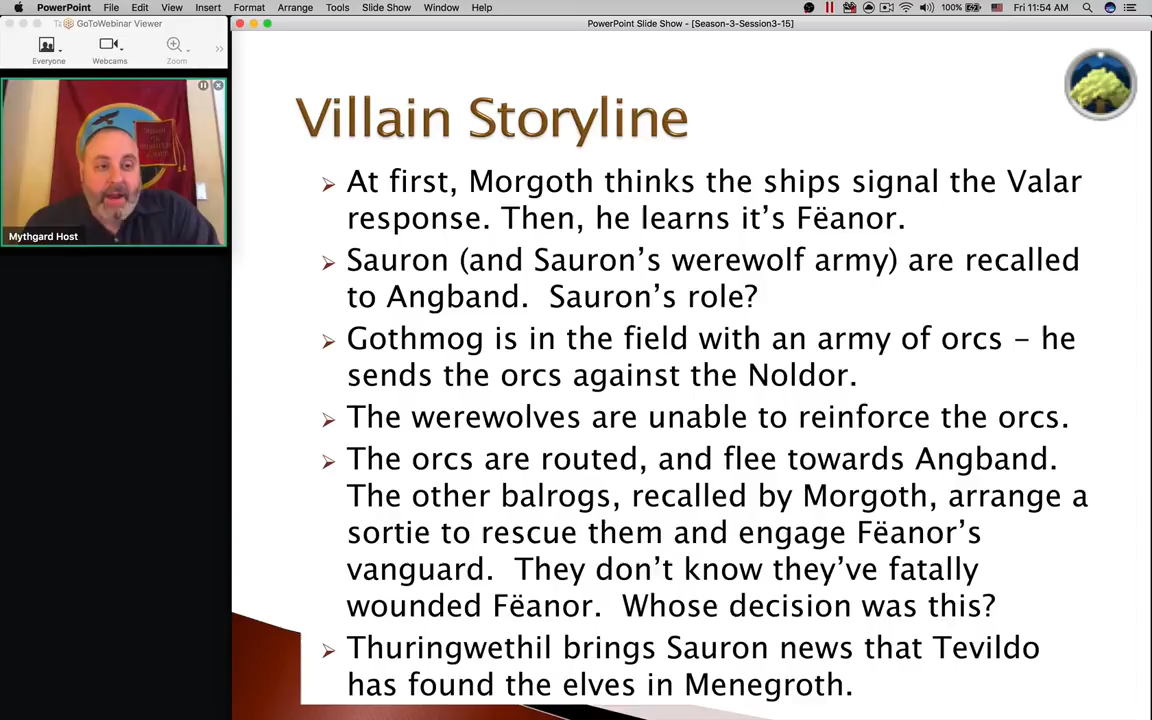 PowerPoint File Edit View Insert Format Arrange Tools Slide Show Window Help 100% Fri 11:54 AM
GoToWebinar Viewer
PowerPoint Slide Show - [Season-3-Session3-15]
Everyone Webcams Zoom
Mythgard Host
Villain Storyline
At first, Morgoth thinks the ships signal the Valar
response. Then, he learns it's Fëanor.
Sauron (and Sauron's werewolf army) are recalled
to Angband. Sauron's role?
Gothmog is in the field with an army of orcs – he
sends the orcs against the Noldor.
The werewolves are unable to reinforce the orcs.
The orcs are routed, and flee towards Angband.
The other balrogs, recalled by Morgoth, arrange a
sortie to rescue them and engage Fëanor's
vanguard. They don't know they've fatally
wounded Fëanor. Whose decision was this?
Thuringwethil brings Sauron news that Tevildo
has found the elves in Menegroth.